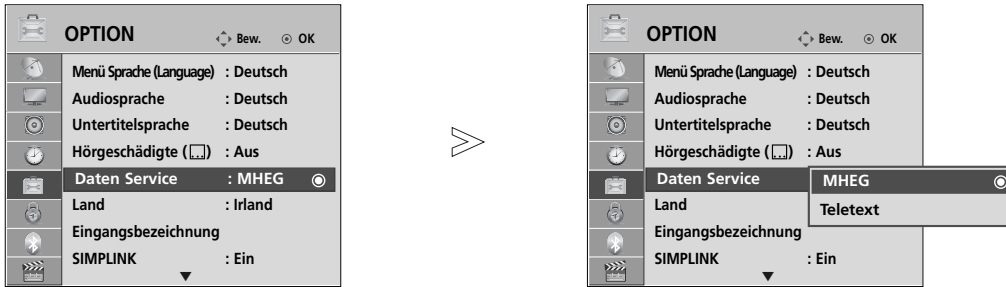 OPTION
Bew. OK
Menü Sprache (Language) : Deutsch
Audiosprache : Deutsch
Untertitelsprache : Deutsch
Hörgeschädigte ( ) : Aus
Daten Service : MHEG
Land : Irland
Eingangsbezeichnung
SIMPLINK : Ein
OPTION
Bew. OK
Menü Sprache (Language) : Deutsch
Audiosprache : Deutsch
Untertitelsprache : Deutsch
Hörgeschädigte ( ) : Aus
Daten Service
MHEG
Land
Teletext
Eingangsbezeichnung
SIMPLINK : Ein